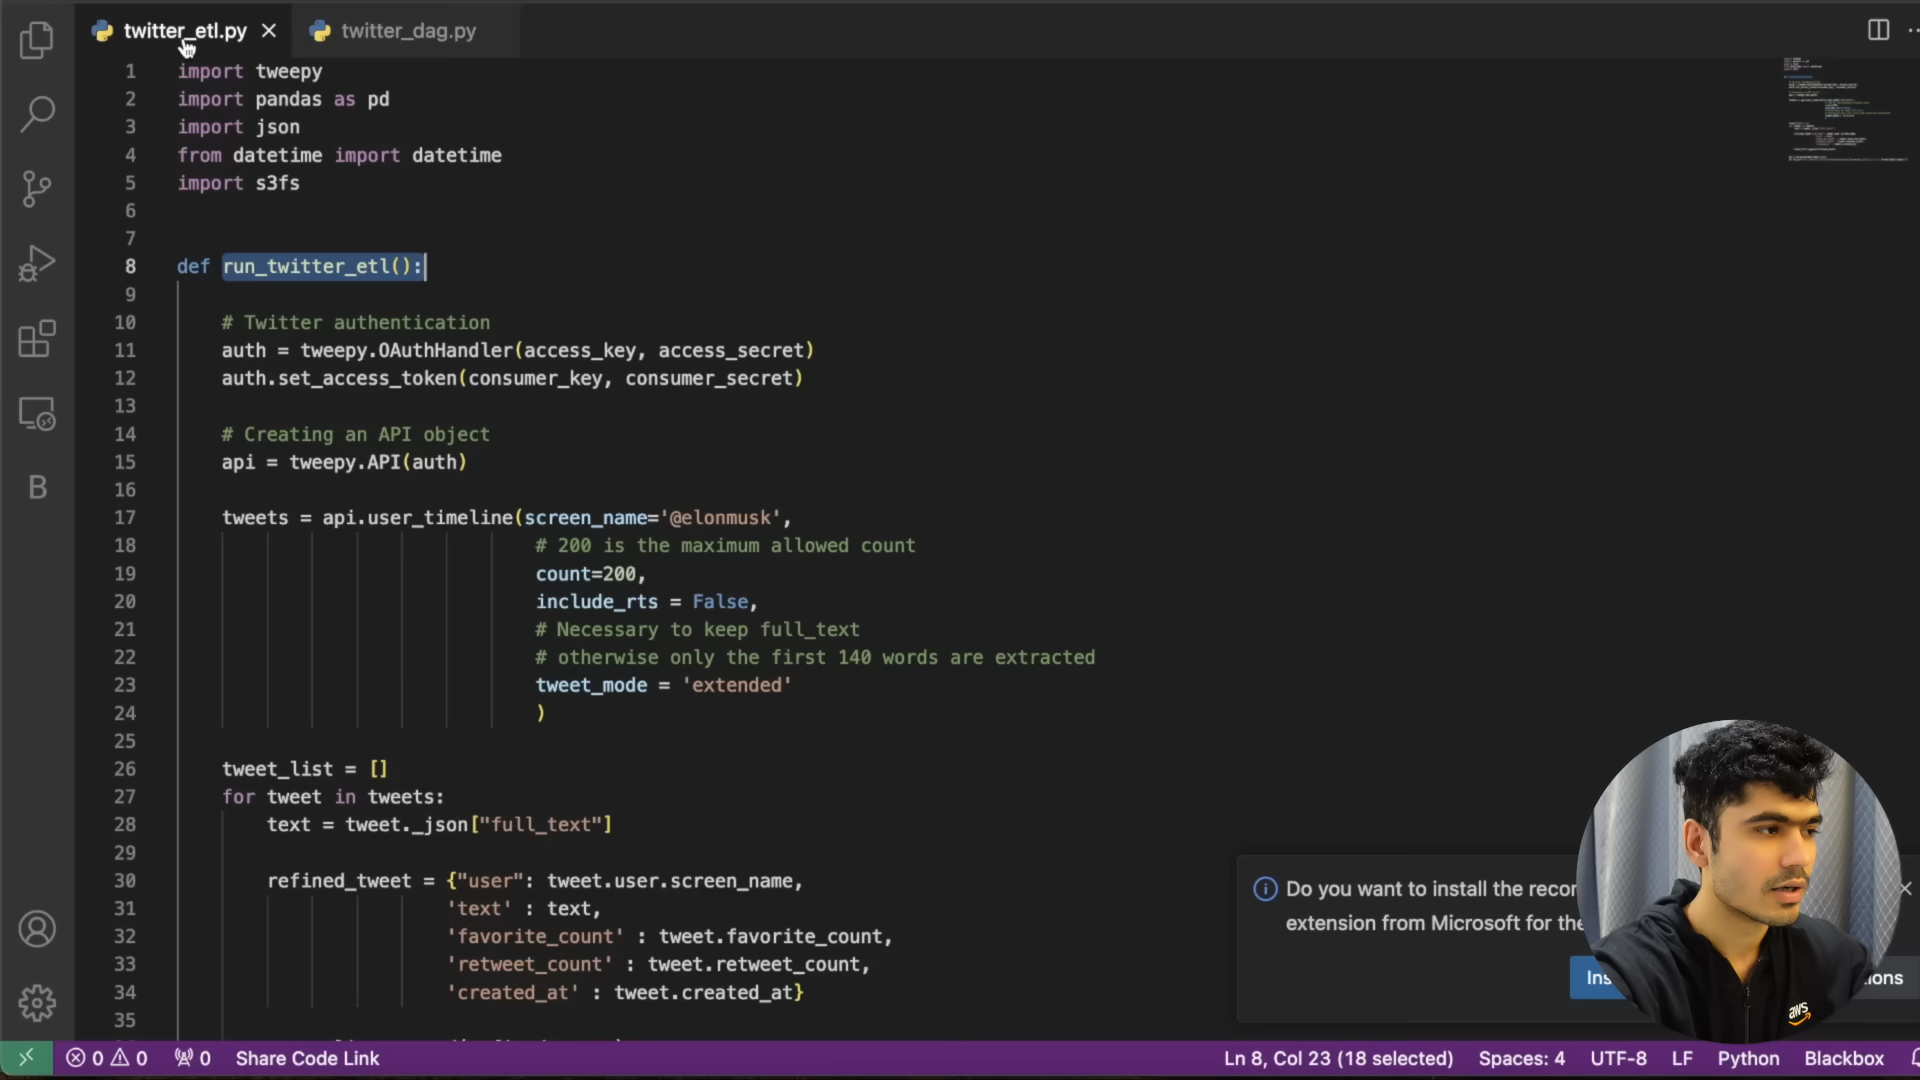 twitter_etl.py
twitter_dag.py
1 import tweepy
2 import pandas as pd
3 import json
4 from datetime import datetime
5 import s3fs
6
7
8 def run_twitter_etl():
9
10 # Twitter authentication
11 auth = tweepy.OAuthHandler(access_key, access_secret)
12 auth.set_access_token(consumer_key, consumer_secret)
13
14 # Creating an API object
15 api = tweepy.API(auth)
16
17 tweets = api.user_timeline(screen_name='@elonmusk',
18 # 200 is the maximum allowed count
19 count=200,
20 include_rts = False,
21 # Necessary to keep full_text
22 # otherwise only the first 140 words are extracted
23 tweet_mode = 'extended'
24 )
25
26 tweet_list = []
27 for tweet in tweets:
28 text = tweet._json["full_text"]
29
30 refined_tweet = {"user": tweet.user.screen_name,
31 'text' : text,
32 'favorite_count' : tweet.favorite_count,
33 'retweet_count' : tweet.retweet_count,
34 'created_at' : tweet.created_at}
35
B
Do you want to install the
extension from Microsoft for the
aws
0 0 0 Share Code Link Ln 8, Col 23 (18 selected) Spaces: 4 UTF-8 LF Python Blackbox